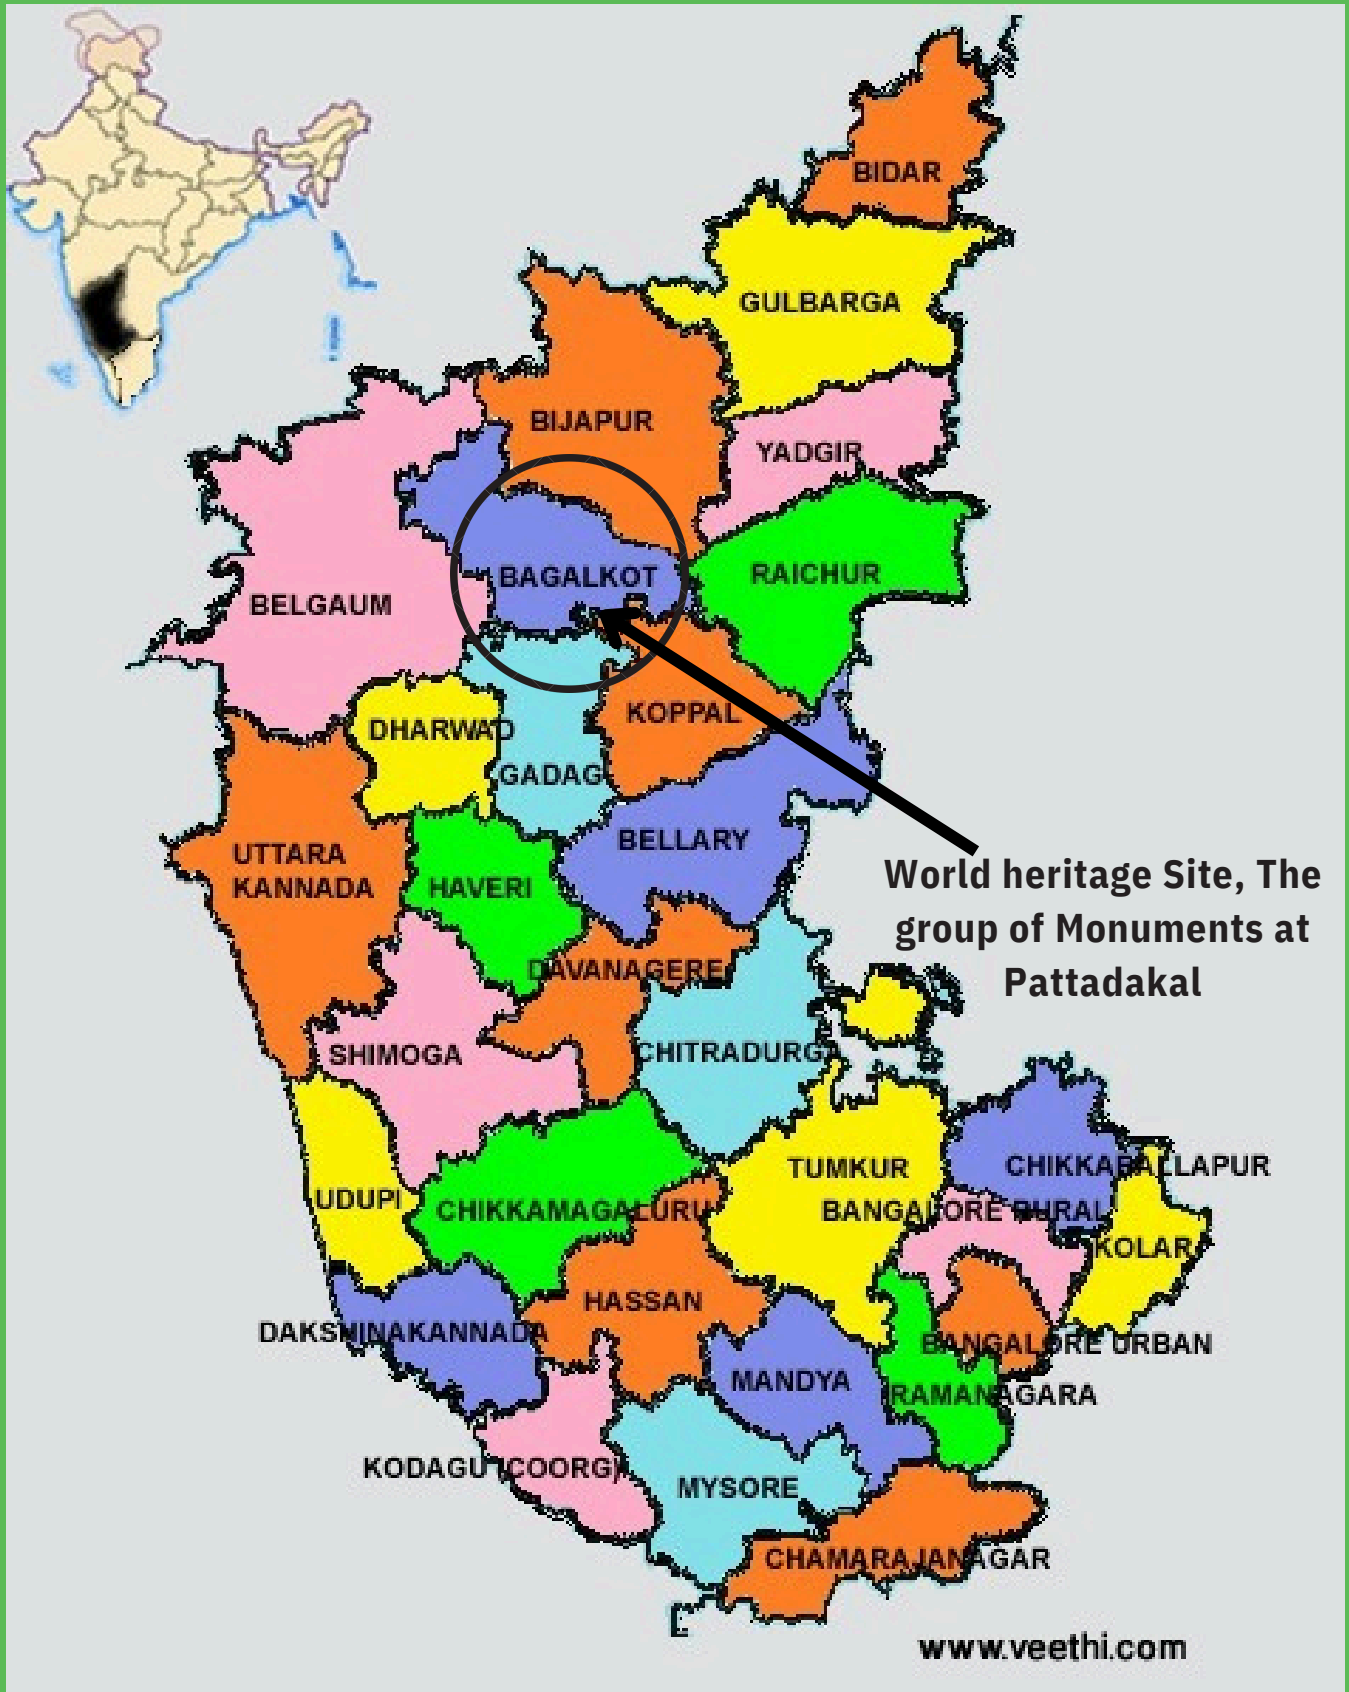 BIDAR
GULBARGA
BIJAPUR
YADGIR
BAGALKOT
RAICHUR
BELGAUM
KOPPAL
DHARWAD
GADAG
BELLARY
UTTARA
KANNADA
HAVERI
World heritage Site, The
group of Monuments at
Pattadakal
DAVANAGERE
SHIMOGA
CHITRADURGA
TUMKUR
CHIKKABALLAPUR
UDUPI
CHIKKAMAGALURU
BANGALORE RURAL
KOLAR
HASSAN
DAKSHINAKANNADA
BANGALORE URBAN
MANDYA
RAMANAGARA
KODAGU (COORG)
MYSORE
CHAMARAJANAGAR
www.veethi.com